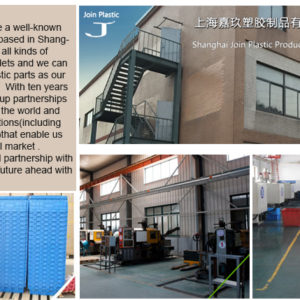 e a well-known
based in Shang-
all kinds of
lets and we can
stic parts as our
With ten years
up partnerships
the world and
tions(including
that enable us
l market .
l partnership with
uture ahead with
Join Plastic
J
上海嘉玖塑胶制品有
Shanghai Join Plastic Produc